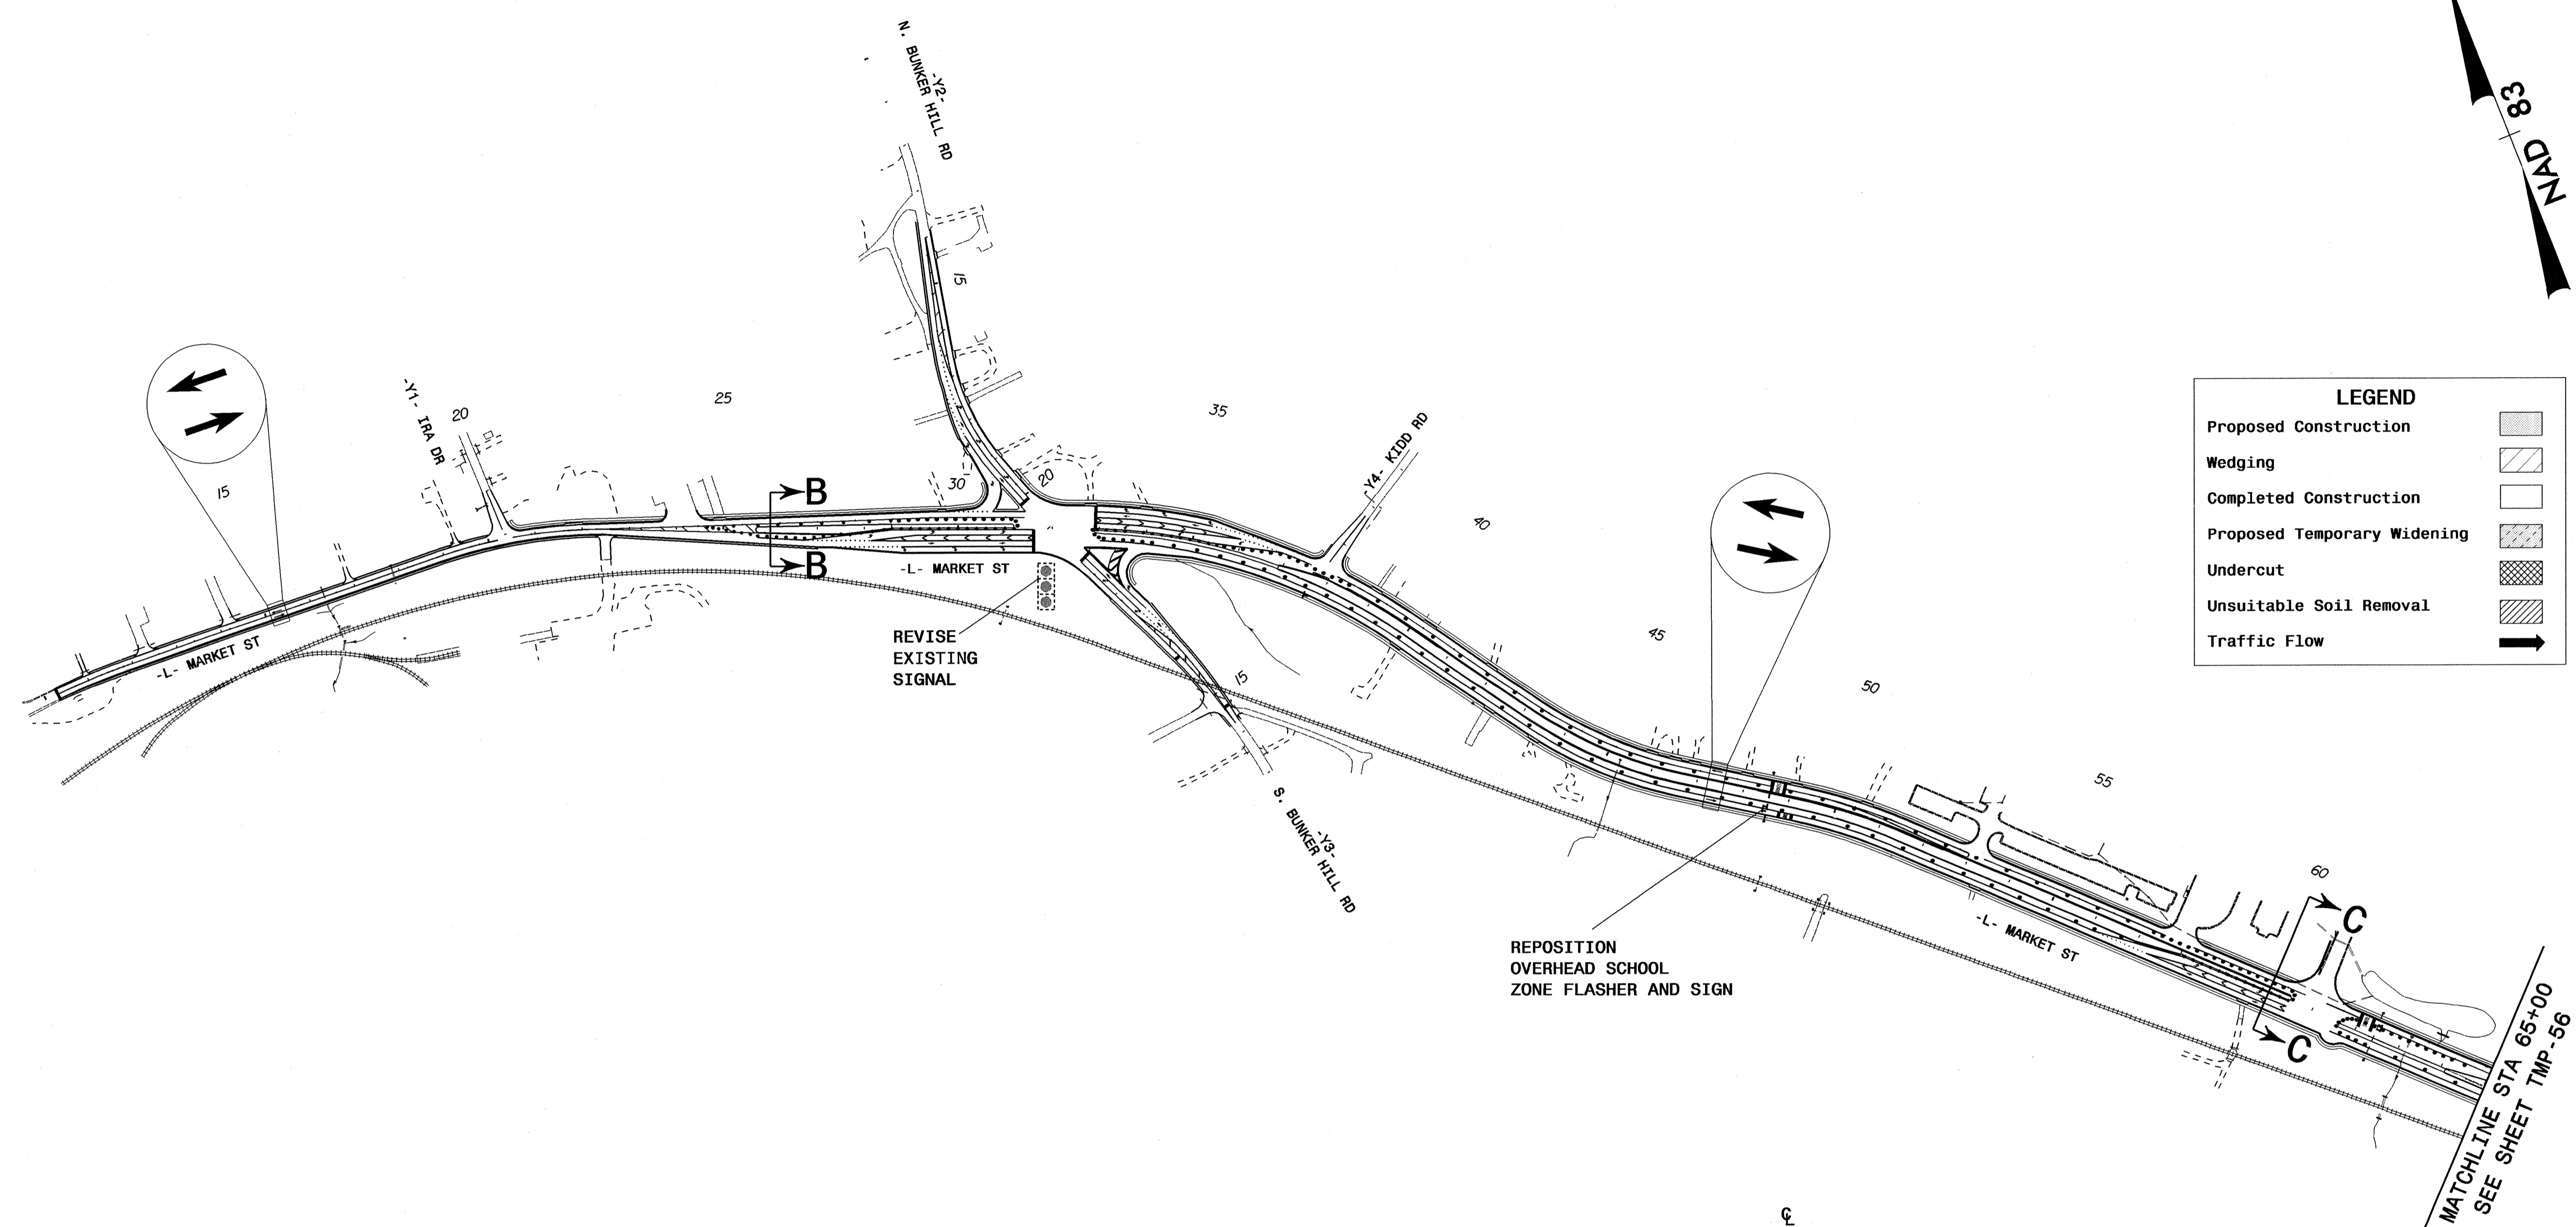 -Y2-
N. BUNKER HILL RD
NAD 83
15
LEGEND
Proposed Construction
Wedging
Completed Construction
Proposed Temporary Widening
Undercut
Unsuitable Soil Removal
Traffic Flow
-Y1- IRA DR
20
25
35
-Y4- KIDD RD
15
30
20
40
B
B
-L- MARKET ST
REVISE
EXISTING
SIGNAL
-L- MARKET ST
45
15
50
55
-Y3-
S. BUNKER HILL RD
60
REPOSITION
OVERHEAD SCHOOL
ZONE FLASHER AND SIGN
-L- MARKET ST
C
C
MATCHLINE STA 65+00
SEE SHEET TMP-56
℄